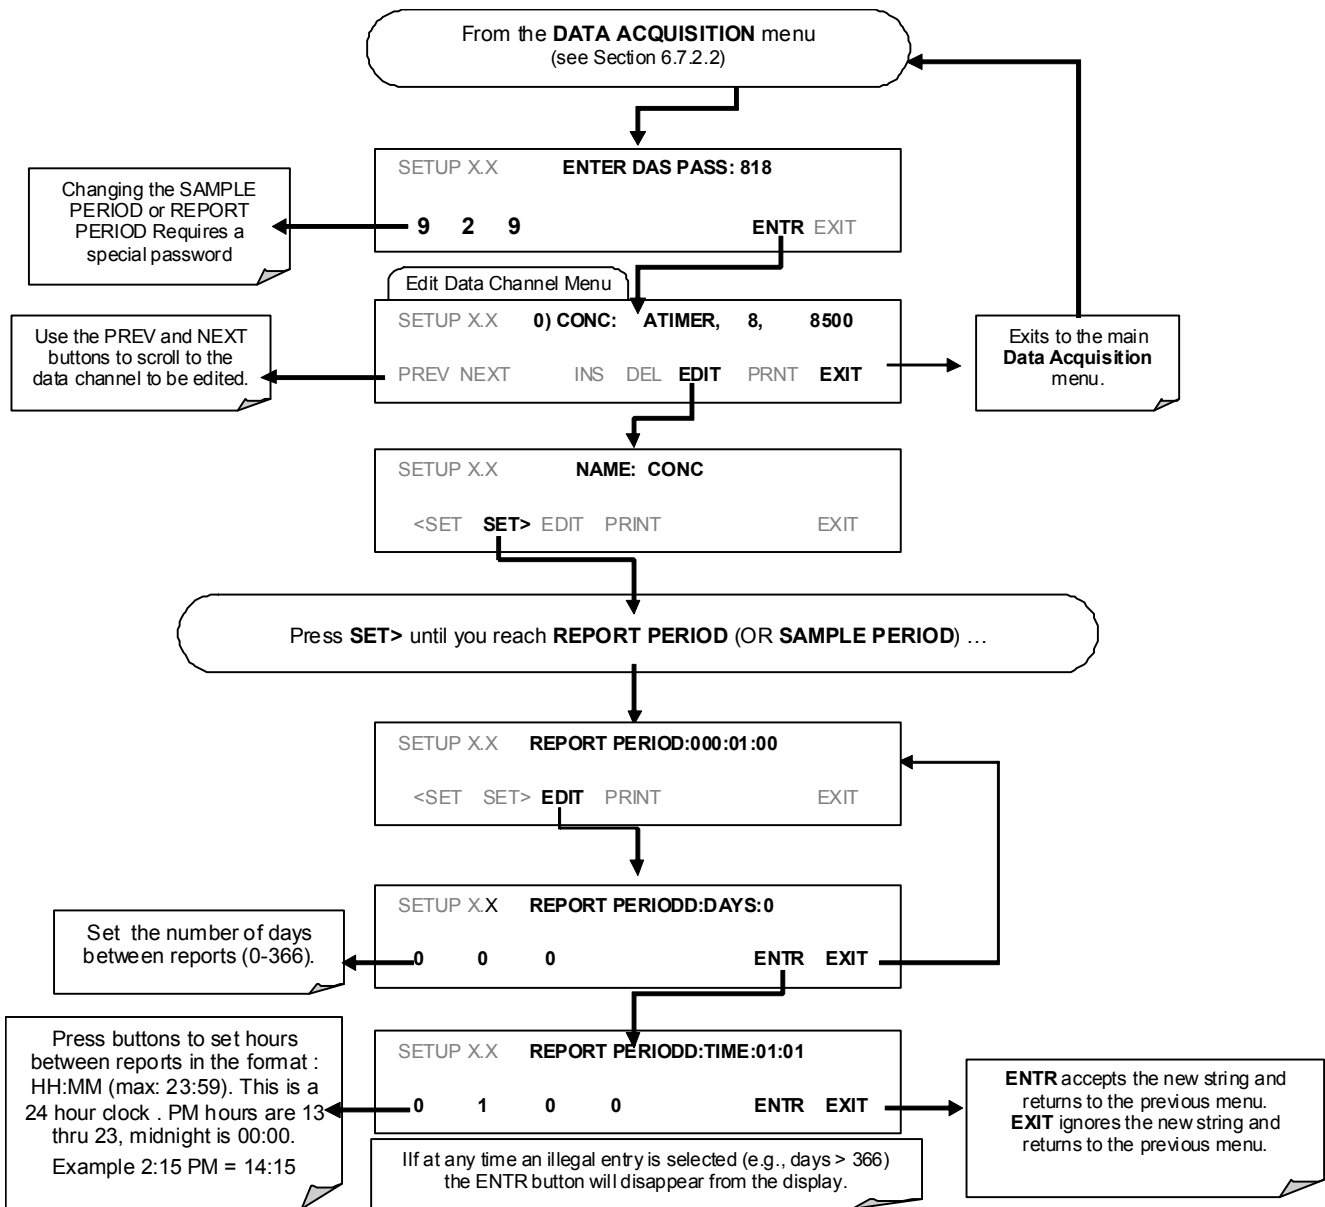 From the DATA ACQUISITION menu
(see Section 6.7.2.2)
SETUP X.X ENTER DAS PASS: 818
9 2 9 ENTR EXIT
Changing the SAMPLE
PERIOD or REPORT
PERIOD Requires a
special password
Edit Data Channel Menu
SETUP X.X 0) CONC: ATIMER, 8, 8500
PREV NEXT INS DEL EDIT PRNT EXIT
Use the PREV and NEXT
buttons to scroll to the
data channel to be edited.
Exits to the main
Data Acquisition
menu.
SETUP X.X NAME: CONC
<SET SET> EDIT PRINT EXIT
Press SET> until you reach REPORT PERIOD (OR SAMPLE PERIOD) …
SETUP X.X REPORT PERIOD:000:01:00
<SET SET> EDIT PRINT EXIT
SETUP X.X REPORT PERIODD:DAYS:0
0 0 0 ENTR EXIT
Set the number of days
between reports (0-366).
SETUP X.X REPORT PERIODD:TIME:01:01
0 1 0 0 ENTR EXIT
Press buttons to set hours
between reports in the format :
HH:MM (max: 23:59). This is a
24 hour clock . PM hours are 13
thru 23, midnight is 00:00.
Example 2:15 PM = 14:15
IIf at any time an illegal entry is selected (e.g., days > 366)
the ENTR button will disappear from the display.
ENTR accepts the new string and
returns to the previous menu.
EXIT ignores the new string and
returns to the previous menu.